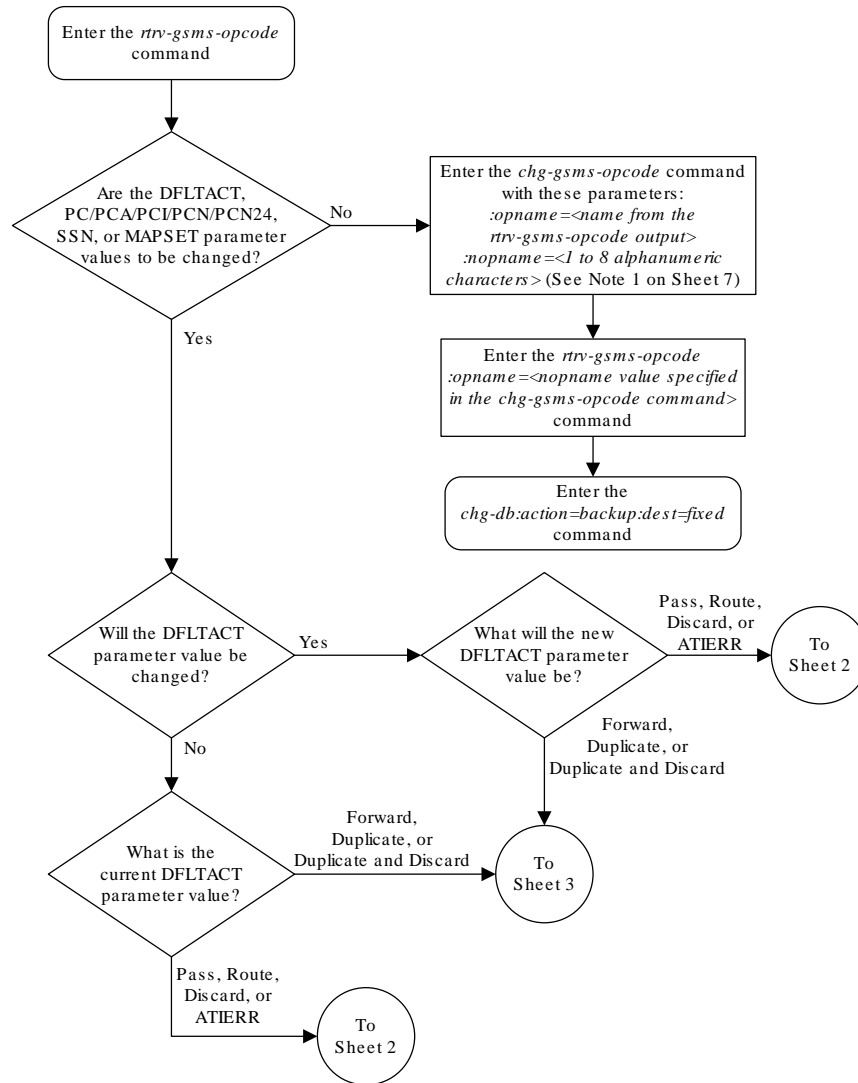 Enter the rtrv-gsms-opcode
command
Are the DFLTACT,
PC/PCA/PCI/PCN/PCN24,
SSN, or MAPSET parameter
values to be changed?
No
Enter the chg-gsms-opcode command
with these parameters:
:opname=<name from the
rtrv-gsms-opcode output>
:nopname=<1 to 8 alphanumeric
characters> (See Note 1 on Sheet 7)
Yes
Enter the rtrv-gsms-opcode
:opname=<nopname value specified
in the chg-gsms-opcode command>
command
Enter the
chg-db:action=backup:dest=fixed
command
Will the DFLTACT
parameter value be
changed?
Yes
What will the new
DFLTACT parameter
value be?
Pass, Route,
Discard, or
ATIERR
To
Sheet 2
No
Forward,
Duplicate, or
Duplicate and Discard
What is the
current DFLTACT
parameter value?
Forward,
Duplicate, or
Duplicate and Discard
To
Sheet 3
Pass, Route,
Discard, or
ATIERR
To
Sheet 2